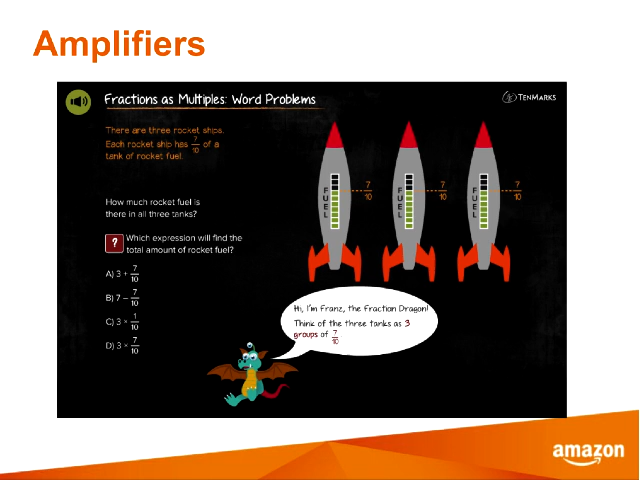 Amplifiers
Fractions as Multiples: Word Problems
TENMARKS
There are three rocket ships.
Each rocket ship has 7/10 of a
tank of rocket fuel.
How much rocket fuel is
there in all three tanks?
? Which expression will find the
total amount of rocket fuel?
A) 3 + 7/10
B) 7 − 7/10
C) 3 × 1/10
D) 3 × 7/10
FUEL
7/10
FUEL
7/10
FUEL
7/10
Hi, I'm Franz, the Fraction Dragon!
Think of the three tanks as 3
groups of 7/10
amazon